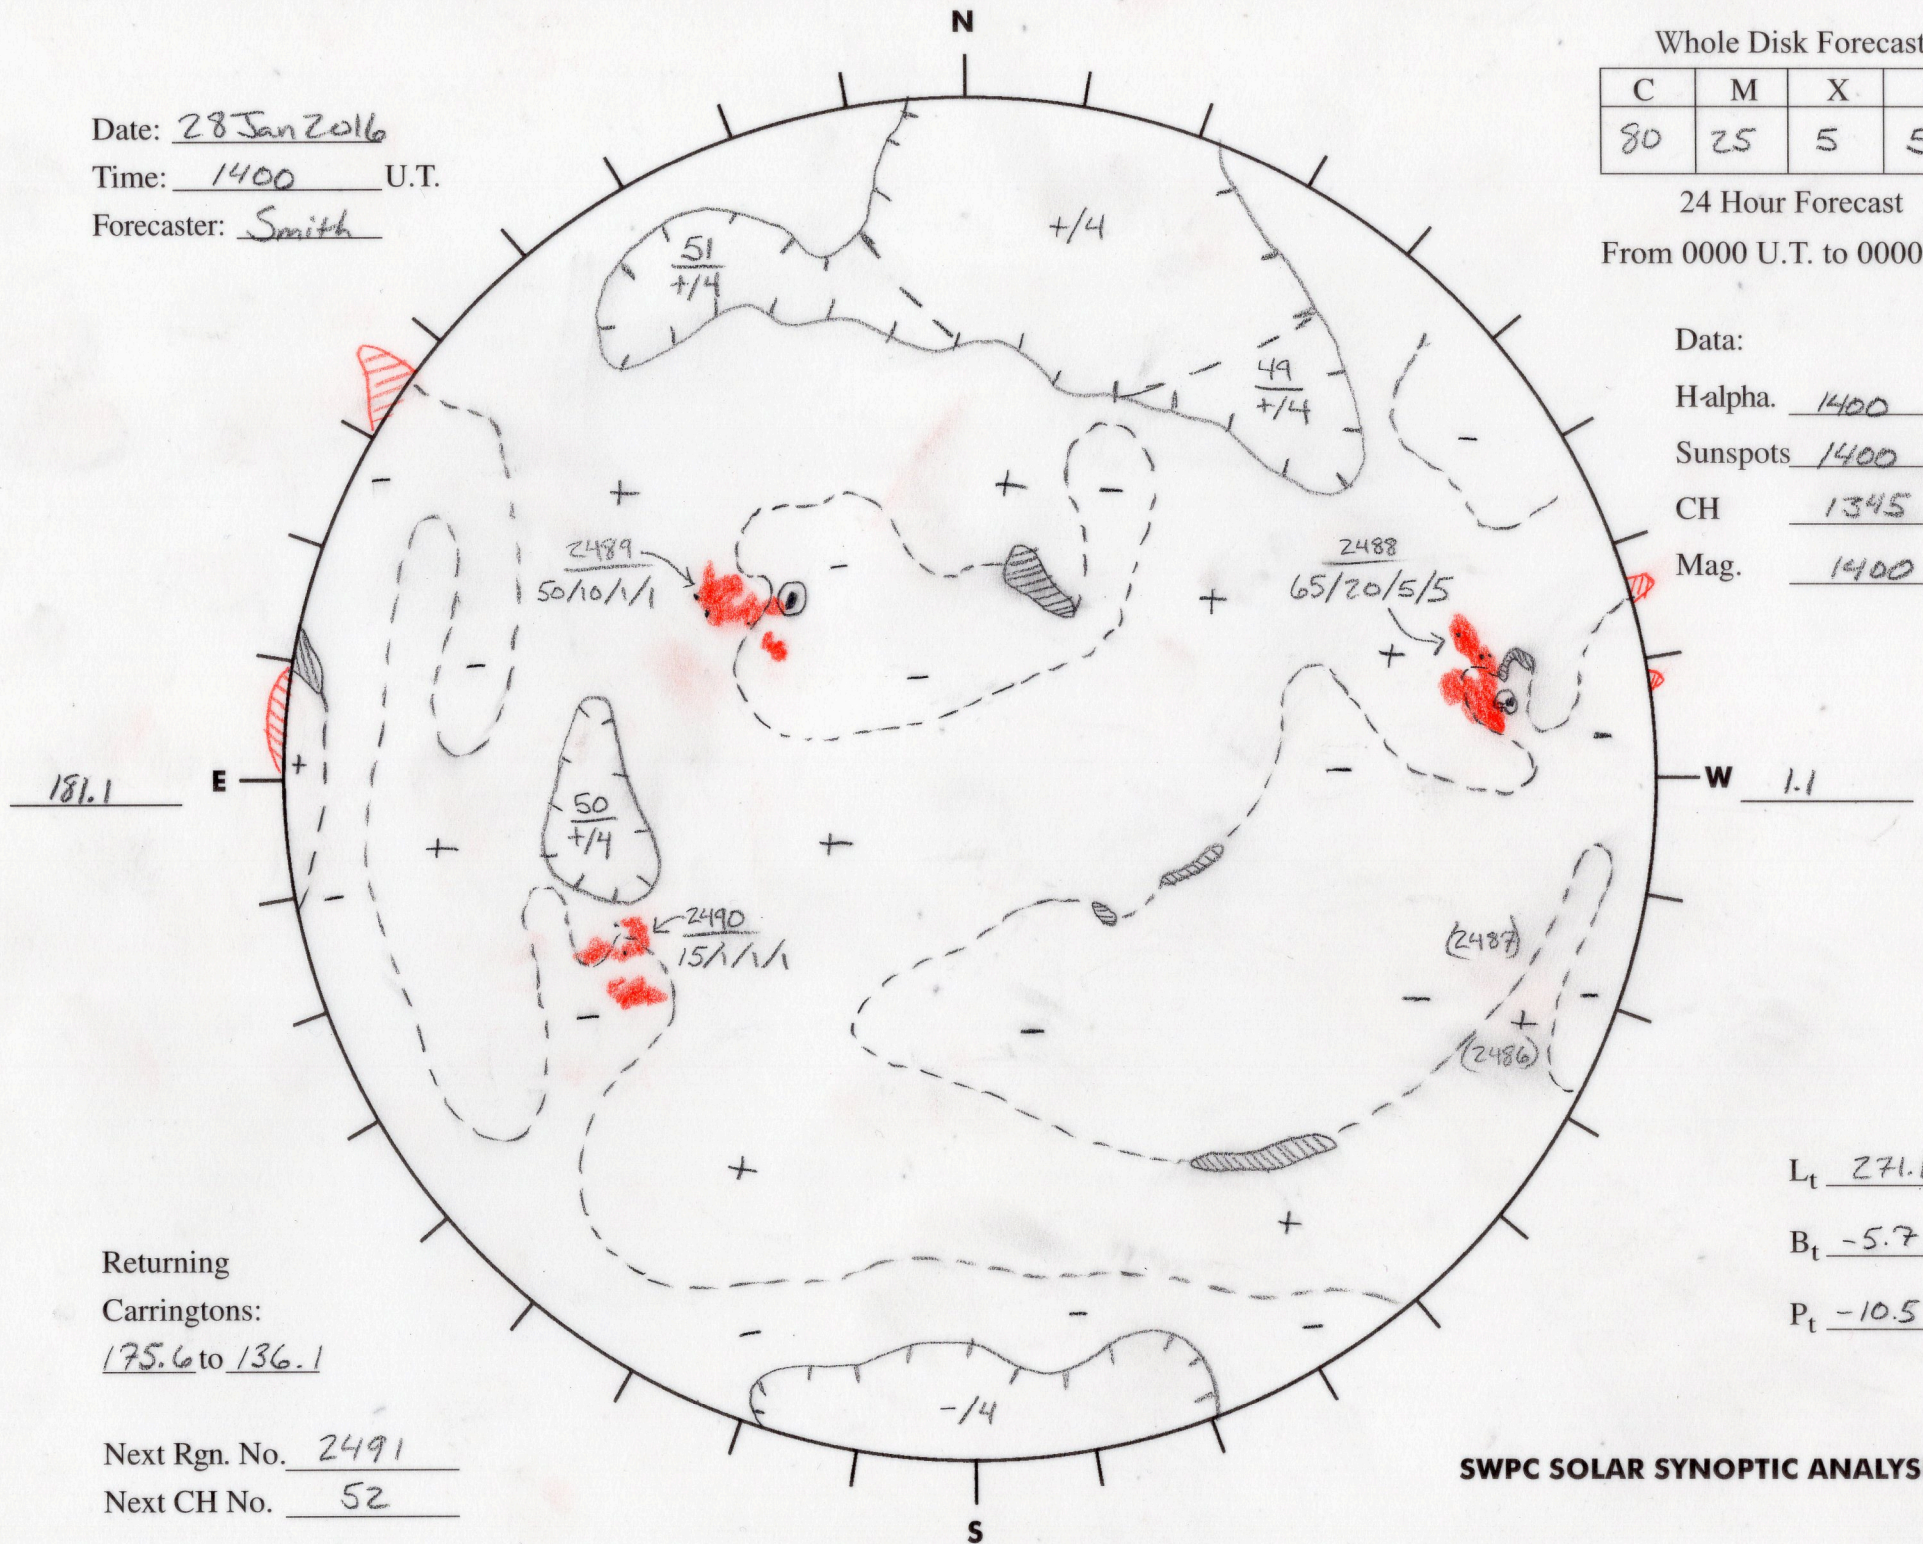 N
Whole Disk Forecast
C M X
80 25 5 5
24 Hour Forecast
From 0000 U.T. to 0000
Date: 28 Jan 2016
Time: 1400 U.T.
Forecaster: Smith
+/4
51
+/4
49
+/4
Data:
H-alpha. 1400
Sunspots 1400
CH 1345
Mag. 1400
2489
50/10/1/1
2488
65/20/5/5
181.1 E
W 1.1
50
+/4
2490
15/1/1/1
(2487)
(2486)
Lt 271.1
Bt -5.7
Pt -10.5
Returning
Carringtons:
175.6 to 136.1
-/4
Next Rgn. No. 2491
Next CH No. 52
SWPC SOLAR SYNOPTIC ANALYS
S